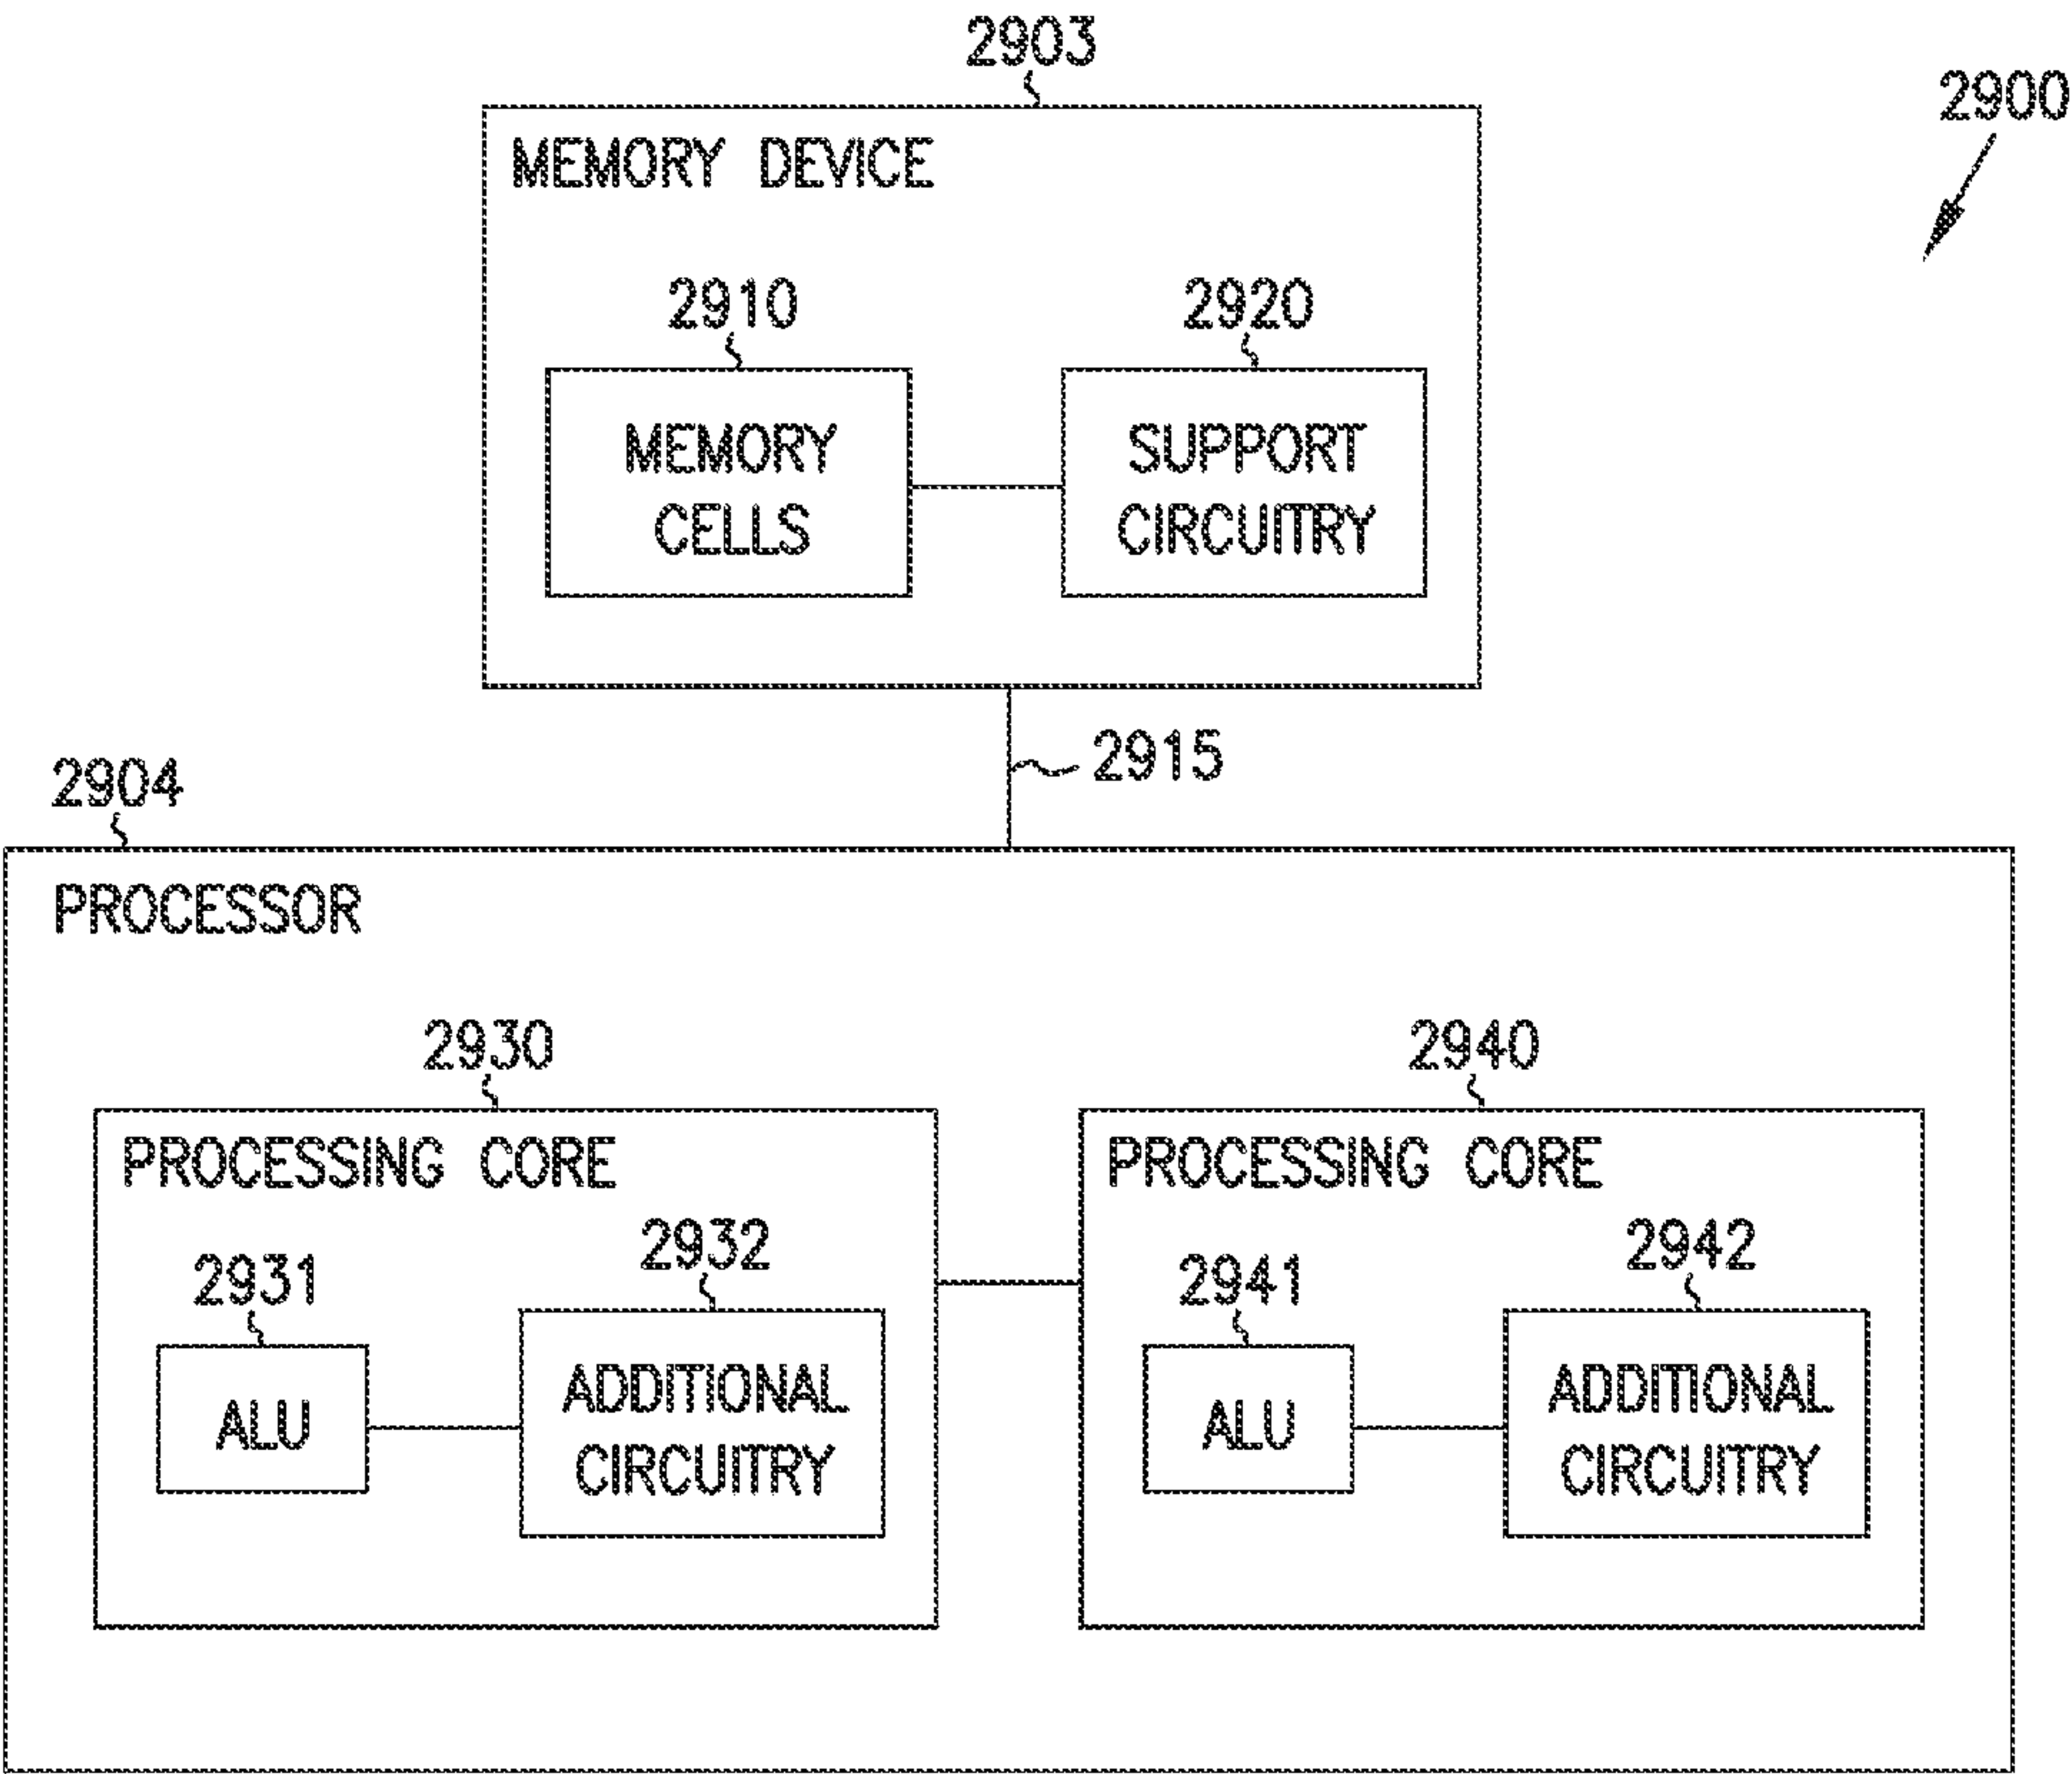 2903
2900
MEMORY DEVICE
2910
2920
MEMORY
CELLS
SUPPORT
CIRCUITRY
2915
2904
PROCESSOR
2930
2940
PROCESSING CORE
PROCESSING CORE
2931
2932
2941
2942
ALU
ADDITIONAL
CIRCUITRY
ALU
ADDITIONAL
CIRCUITRY